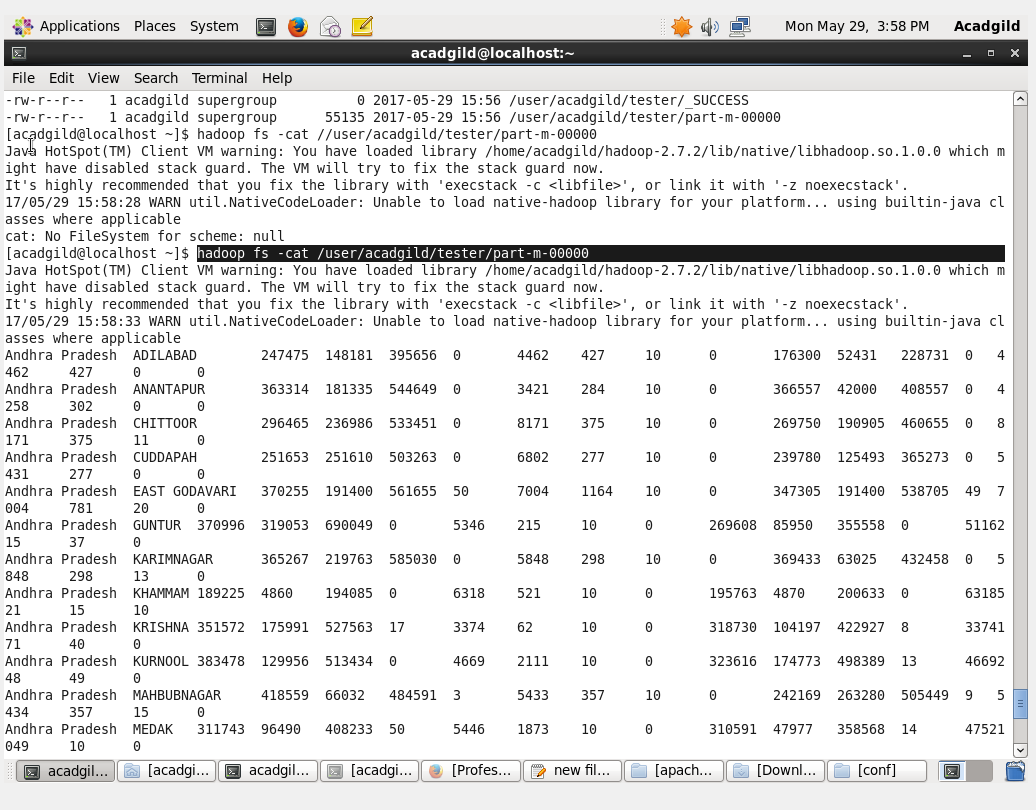 Applications Places System Mon May 29, 3:58 PM Acadgild
acadgild@localhost:~
File Edit View Search Terminal Help
-rw-r--r--   1 acadgild supergroup          0 2017-05-29 15:56 /user/acadgild/tester/_SUCCESS
-rw-r--r--   1 acadgild supergroup      55135 2017-05-29 15:56 /user/acadgild/tester/part-m-00000
[acadgild@localhost ~]$ hadoop fs -cat //user/acadgild/tester/part-m-00000
Java HotSpot(TM) Client VM warning: You have loaded library /home/acadgild/hadoop-2.7.2/lib/native/libhadoop.so.1.0.0 which m
ight have disabled stack guard. The VM will try to fix the stack guard now.
It's highly recommended that you fix the library with 'execstack -c <libfile>', or link it with '-z noexecstack'.
17/05/29 15:58:28 WARN util.NativeCodeLoader: Unable to load native-hadoop library for your platform... using builtin-java cl
asses where applicable
cat: No FileSystem for scheme: null
[acadgild@localhost ~]$ hadoop fs -cat /user/acadgild/tester/part-m-00000
Java HotSpot(TM) Client VM warning: You have loaded library /home/acadgild/hadoop-2.7.2/lib/native/libhadoop.so.1.0.0 which m
ight have disabled stack guard. The VM will try to fix the stack guard now.
It's highly recommended that you fix the library with 'execstack -c <libfile>', or link it with '-z noexecstack'.
17/05/29 15:58:33 WARN util.NativeCodeLoader: Unable to load native-hadoop library for your platform... using builtin-java cl
asses where applicable
Andhra Pradesh  ADILABAD        247475  148181  395656  0       4462    427     10      0       176300  52431   228731  0   4
462     427     0       0
Andhra Pradesh  ANANTAPUR       363314  181335  544649  0       3421    284     10      0       366557  42000   408557  0   4
258     302     0       0
Andhra Pradesh  CHITTOOR        296465  236986  533451  0       8171    375     10      0       269750  190905  460655  0   8
171     375     11      0
Andhra Pradesh  CUDDAPAH        251653  251610  503263  0       6802    277     10      0       239780  125493  365273  0   5
431     277     0       0
Andhra Pradesh  EAST GODAVARI   370255  191400  561655  50      7004    1164    10      0       347305  191400  538705  49  7
004     781     20      0
Andhra Pradesh  GUNTUR  370996  319053  690049  0       5346    215     10      0       269608  85950   355558  0       51162
15      37      0
Andhra Pradesh  KARIMNAGAR      365267  219763  585030  0       5848    298     10      0       369433  63025   432458  0   5
848     298     13      0
Andhra Pradesh  KHAMMAM 189225  4860    194085  0       6318    521     10      0       195763  4870    200633  0       63185
21      15      10
Andhra Pradesh  KRISHNA 351572  175991  527563  17      3374    62      10      0       318730  104197  422927  8       33741
71      40      0
Andhra Pradesh  KURNOOL 383478  129956  513434  0       4669    2111    10      0       323616  174773  498389  13      46692
48      49      0
Andhra Pradesh  MAHBUBNAGAR     418559  66032   484591  3       5433    357     10      0       242169  263280  505449  9   5
434     357     15      0
Andhra Pradesh  MEDAK   311743  96490   408233  50      5446    1873    10      0       310591  47977   358568  14      47521
049     10      0
acadgil... [acadgi... acadgil... [acadgi... [Profes... new fil... [apach... [Downl... [conf]